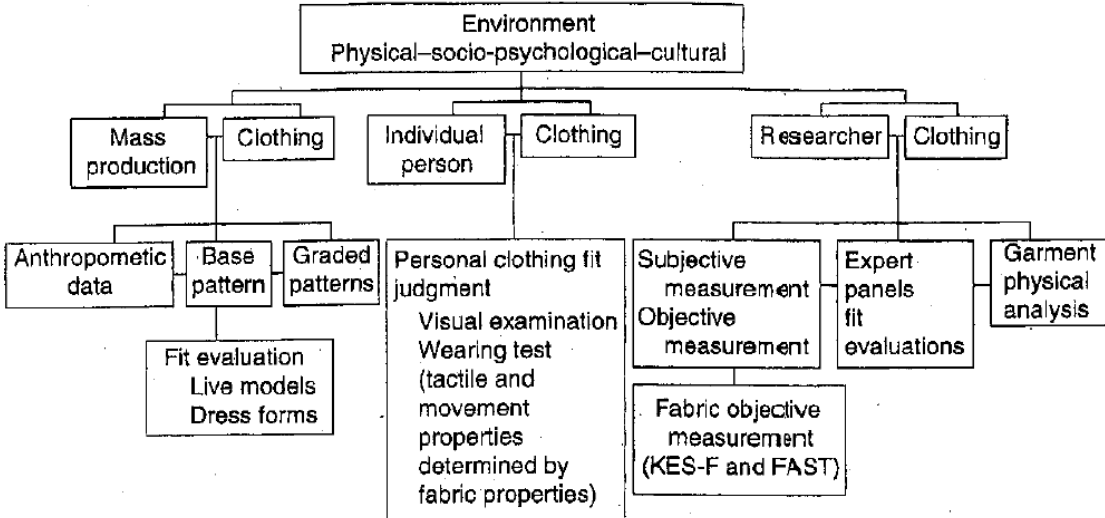 Environment
Physical–socio-psychological–cultural
Mass
production
Clothing
Individual
person
Clothing
Researcher
Clothing
Anthropometic
data
Base
pattern
Graded
patterns
Fit evaluation
Live models
Dress forms
Personal clothing fit
judgment
Visual examination
Wearing test
(tactile and
movement
properties
determined by
fabric properties)
Subjective
measurement
Objective
measurement
Expert
panels
fit
evaluations
Garment
physical
analysis
Fabric objective
measurement
(KES-F and FAST)